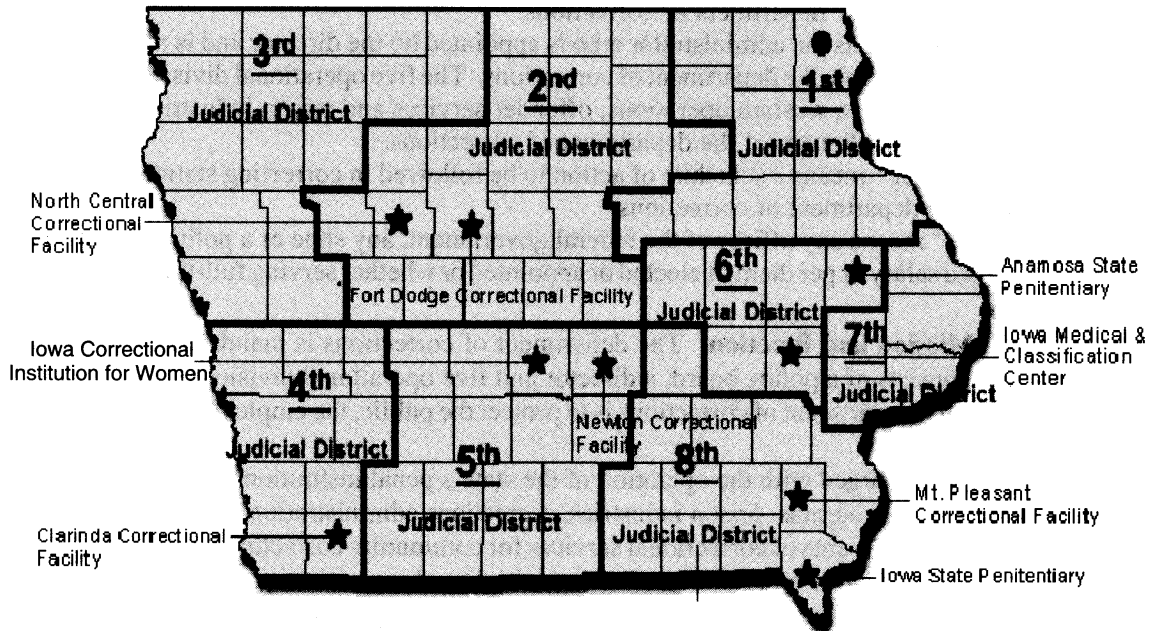 3rd
Judicial District
2nd
Judicial District
1st
Judicial District
North Central
Correctional
Facility
Fort Dodge Correctional Facility
6th
Judicial District
Anamosa State
Penitentiary
7th
Judicial District
Iowa Medical &
Classification
Center
Iowa Correctional
Institution for Women
4th
Judicial District
Newton Correctional
Facility
5th
Judicial District
8th
Judicial District
Mt. Pleasant
Correctional Facility
Clarinda Correctional
Facility
Iowa State Penitentiary